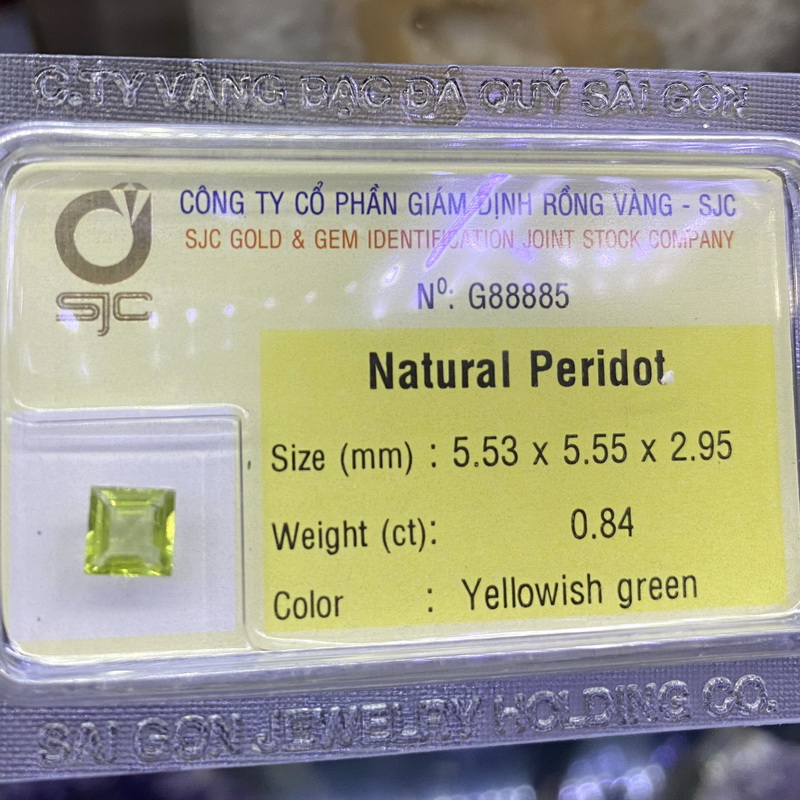 C.TY VÀNG BẠC ĐÁ QUÝ SÀI GÒN
CÔNG TY CỔ PHẦN GIÁM ĐỊNH RỒNG VÀNG - SJC
SJC GOLD & GEM IDENTIFICATION JOINT STOCK COMPANY
sjc
Nº: G88885
Natural Peridot
Size (mm) : 5.53 x 5.55 x 2.95
Weight (ct): 0.84
Color : Yellowish green
SAI GON JEWELRY HOLDING CO.